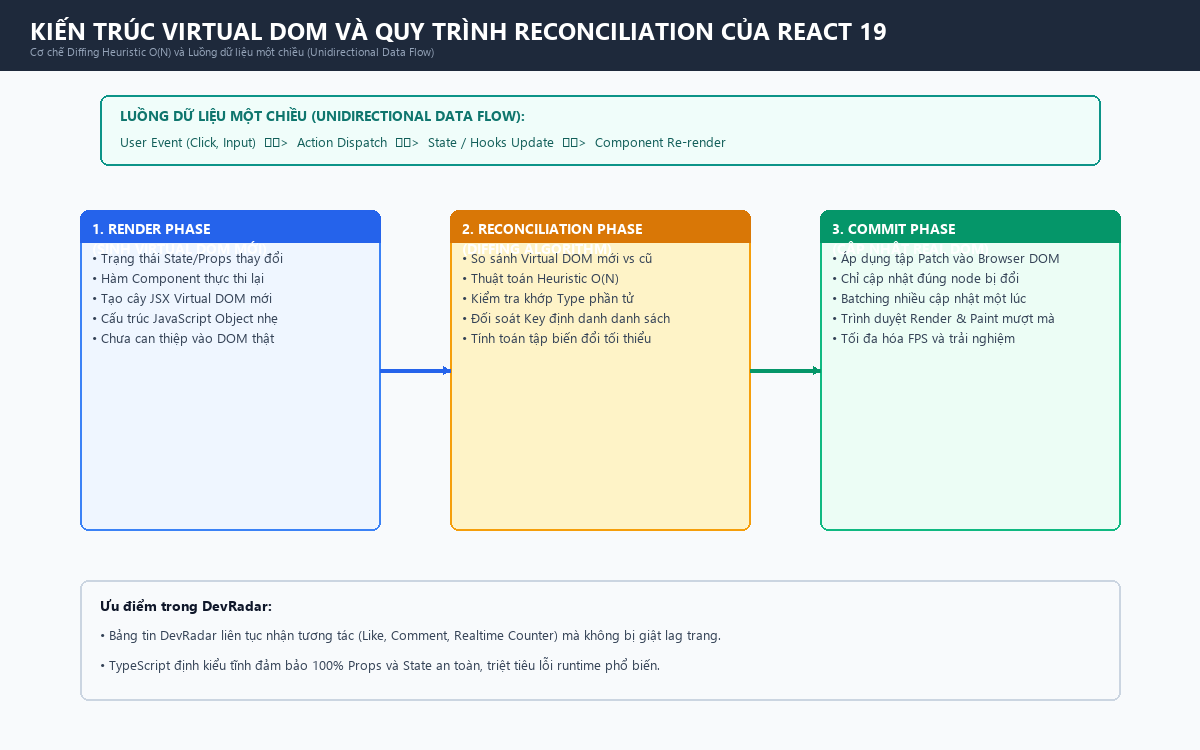 KIẾN TRÚC VIRTUAL DOM VÀ QUY TRÌNH RECONCILIATION CỦA REACT 19
Cơ chế Diffing Heuristic O(N) và Luồng dữ liệu một chiều (Unidirectional Data Flow)
LUỒNG DỮ LIỆU MỘT CHIỀU (UNIDIRECTIONAL DATA FLOW):
User Event (Click, Input) □□> Action Dispatch □□> State / Hooks Update □□> Component Re-render
1. RENDER PHASE
• Trạng thái State/Props thay đổi
• Hàm Component thực thi lại
• Tạo cây JSX Virtual DOM mới
• Cấu trúc JavaScript Object nhẹ
• Chưa can thiệp vào DOM thật
2. RECONCILIATION PHASE
(DIFFING ALGORITHM)
• So sánh Virtual DOM mới vs cũ
• Thuật toán Heuristic O(N)
• Kiểm tra khớp Type phần tử
• Đối soát Key định danh danh sách
• Tính toán tập biến đổi tối thiểu
3. COMMIT PHASE
• Áp dụng tập Patch vào Browser DOM
• Chỉ cập nhật đúng node bị đổi
• Batching nhiều cập nhật một lúc
• Trình duyệt Render & Paint mượt mà
• Tối đa hóa FPS và trải nghiệm
Ưu điểm trong DevRadar:
• Bảng tin DevRadar liên tục nhận tương tác (Like, Comment, Realtime Counter) mà không bị giật lag trang.
• TypeScript định kiểu tĩnh đảm bảo 100% Props và State an toàn, triệt tiêu lỗi runtime phổ biến.